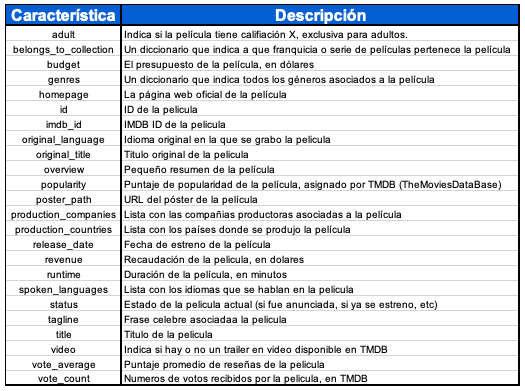 Característica Descripción
adult Indica si la película tiene califiación X, exclusiva para adultos.
belongs_to_collection Un diccionario que indica a que franquicia o serie de películas pertenece la película
budget El presupuesto de la película, en dólares
genres Un diccionario que indica todos los géneros asociados a la película
homepage La página web oficial de la película
id ID de la pelicula
imdb_id IMDB ID de la pelicula
original_language Idioma original en la que se grabo la pelicula
original_title Titulo original de la pelicula
overview Pequeño resumen de la película
popularity Puntaje de popularidad de la película, asignado por TMDB (TheMoviesDataBase)
poster_path URL del póster de la película
production_companies Lista con las compañias productoras asociadas a la película
production_countries Lista con los países donde se produjo la película
release_date Fecha de estreno de la película
revenue Recaudación de la pelicula, en dolares
runtime Duración de la película, en minutos
spoken_languages Lista con los idiomas que se hablan en la pelicula
status Estado de la pelicula actual (si fue anunciada, si ya se estreno, etc)
tagline Frase celebre asociadaa la pelicula
title Titulo de la pelicula
video Indica si hay o no un trailer en video disponible en TMDB
vote_average Puntaje promedio de reseñas de la pelicula
vote_count Numeros de votos recibidos por la pelicula, en TMDB